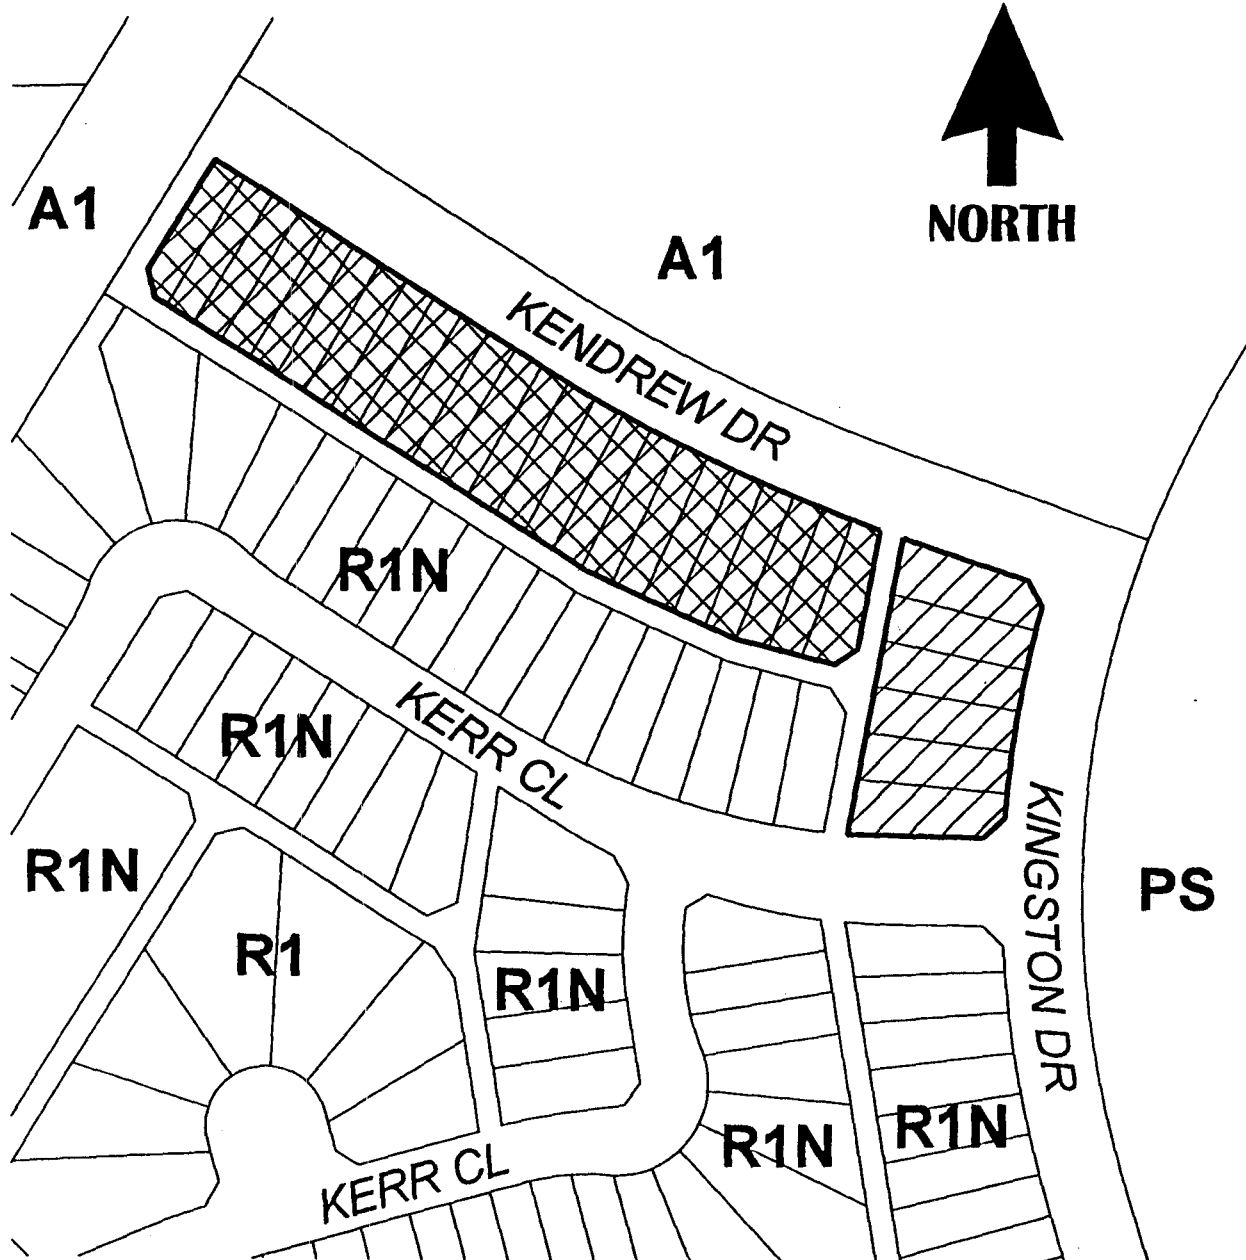 NORTH
A1
A1
KENDREW DR
R1N
KERR CL
R1N
KINGSTON DR
R1N
PS
R1
R1N
R1N
R1N
KERR CL